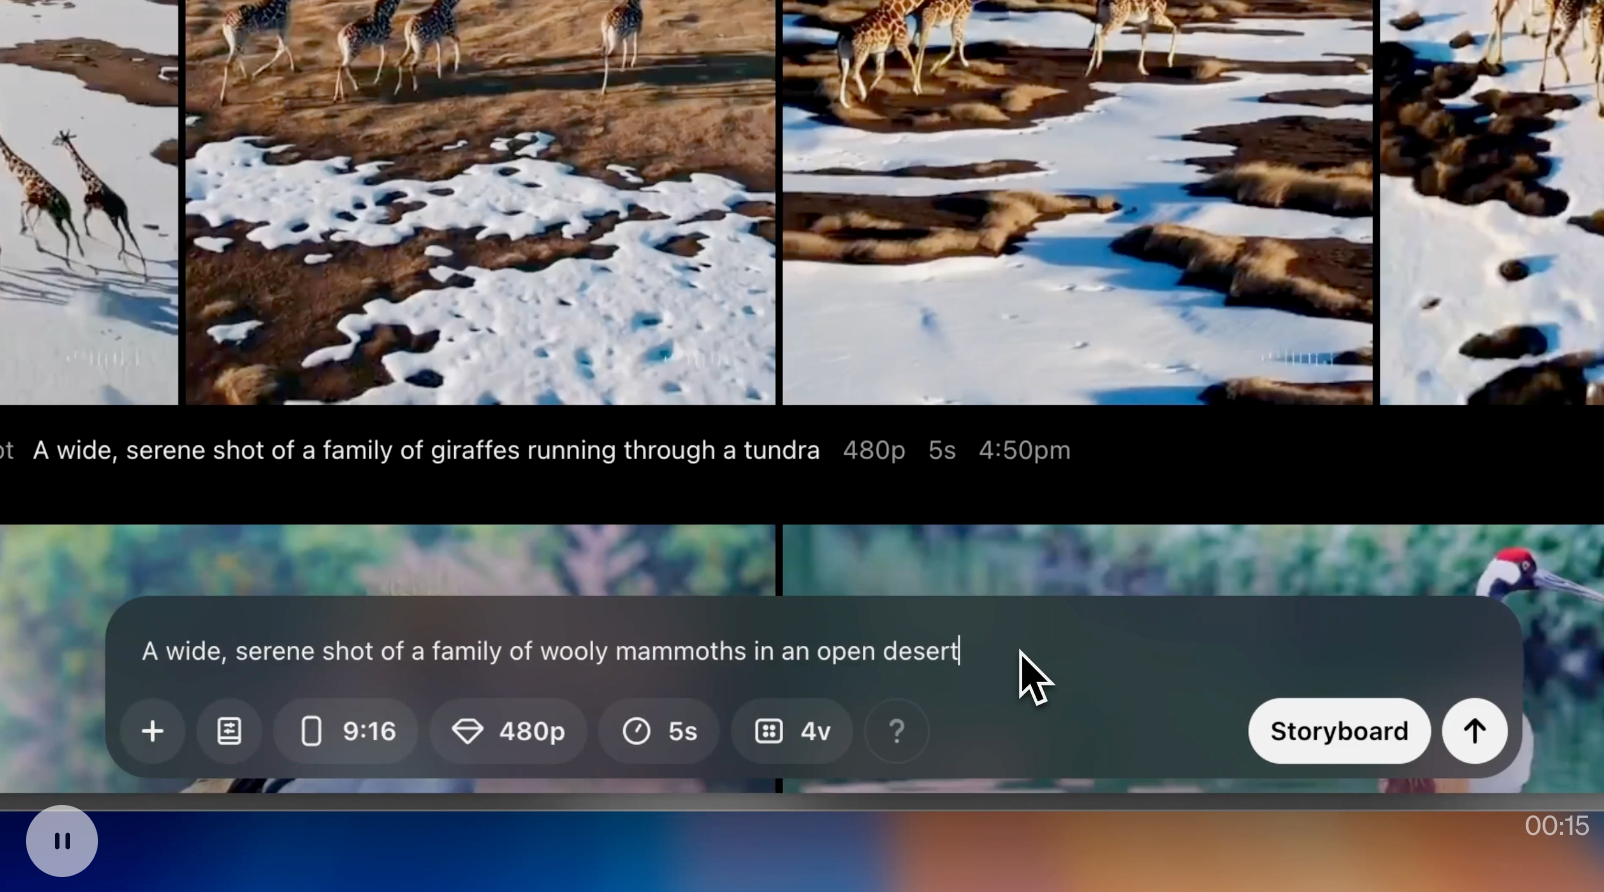 ot A wide, serene shot of a family of giraffes running through a tundra 480p 5s 4:50pm
A wide, serene shot of a family of wooly mammoths in an open desert
9:16 480p 5s 4v ? Storyboard
00:15